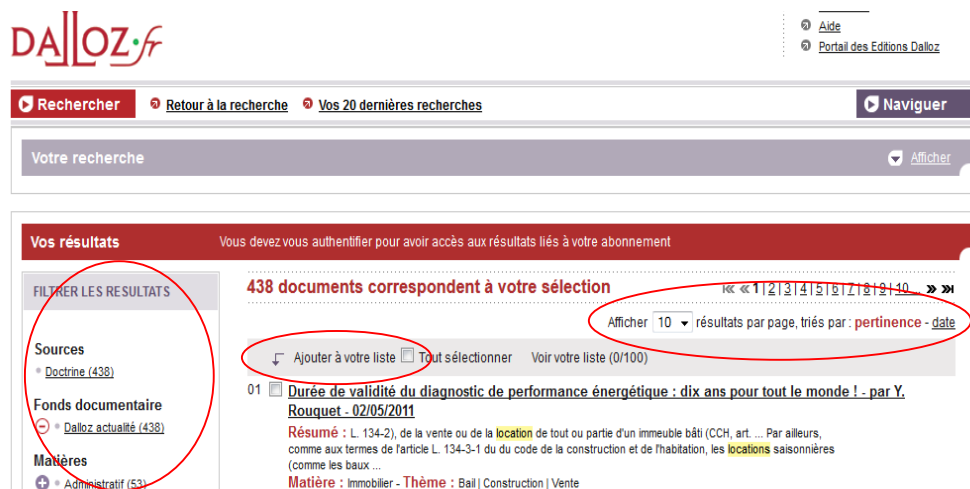 DALLOZ.fr
Aide
Portail des Editions Dalloz
Rechercher Retour à la recherche Vos 20 dernières recherches Naviguer
Votre recherche Afficher
Vos résultats Vous devez vous authentifier pour avoir accès aux résultats liés à votre abonnement
FILTRER LES RESULTATS
438 documents correspondent à votre sélection 1|2|3|4|5|6|7|8|9|10...
Afficher 10 résultats par page, triés par : pertinence - date
Sources
Doctrine (438)
Fonds documentaire
Dalloz actualité (438)
Matières
Administratif (53)
Ajouter à votre liste Tout sélectionner Voir votre liste (0/100)
01 Durée de validité du diagnostic de performance énergétique : dix ans pour tout le monde ! - par Y.
Rouquet - 02/05/2011
Résumé : L. 134-2), de la vente ou de la location de tout ou partie d'un immeuble bâti (CCH, art. ... Par ailleurs,
comme aux termes de l'article L. 134-3-1 du du code de la construction et de l'habitation, les locations saisonnières
(comme les baux ...
Matière : Immobilier - Thème : Bail | Construction | Vente